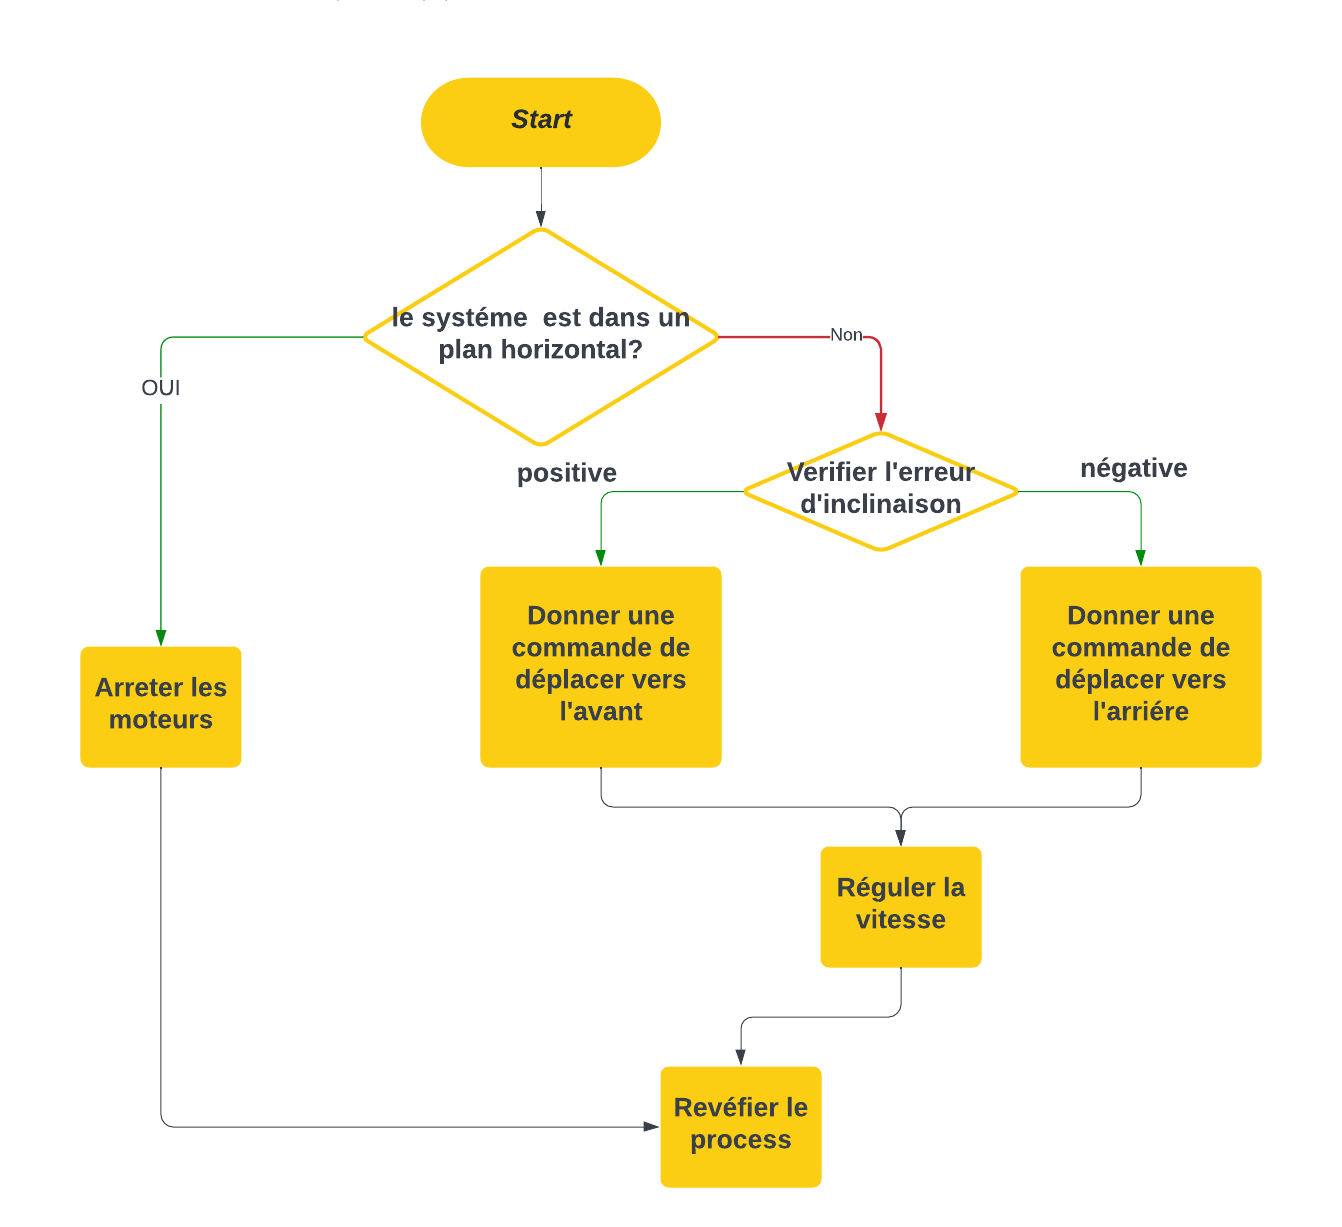 Start
le systéme  est dans un
plan horizontal?
Non
OUI
Verifier l'erreur
d'inclinaison
positive
négative
Donner une
commande de
déplacer vers
l'avant
Donner une
commande de
déplacer vers
l'arriére
Arreter les
moteurs
Réguler la
vitesse
Revéfier le
process